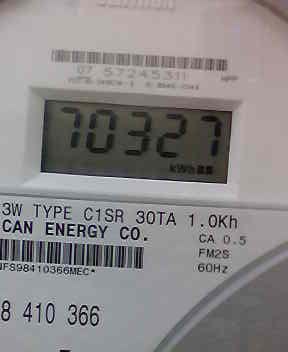 07 57245311
70327
kWh
3W TYPE C1SR 30TA 1.0Kh
CAN ENERGY CO. CA 0.5
FM2S
NFS98410366MEC* 60Hz
8 410 366